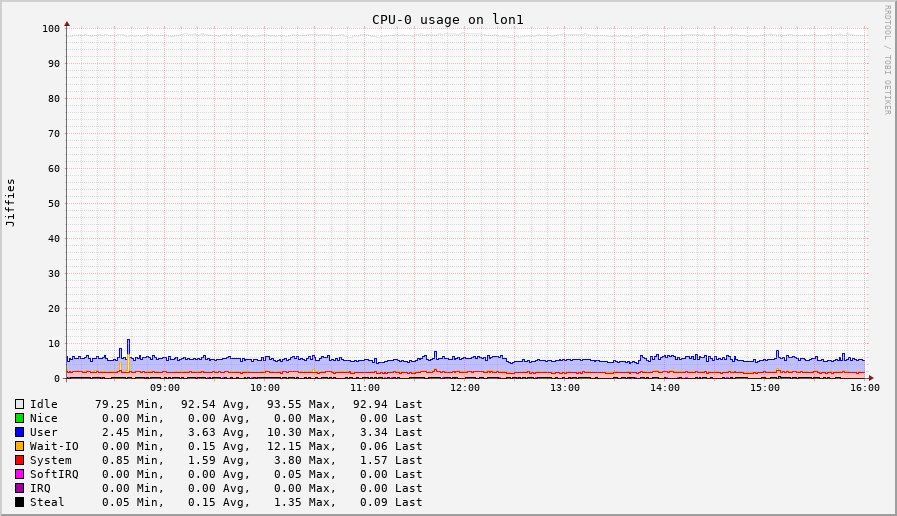 CPU-0 usage on lon1
RRDTOOL / TOBI OETIKER
Jiffies
100
90
80
70
60
50
40
30
20
10
0
09:00 10:00 11:00 12:00 13:00 14:00 15:00 16:00
Idle 79.25 Min, 92.54 Avg, 93.55 Max, 92.94 Last
Nice 0.00 Min, 0.00 Avg, 0.00 Max, 0.00 Last
User 2.45 Min, 3.63 Avg, 10.30 Max, 3.34 Last
Wait-IO 0.00 Min, 0.15 Avg, 12.15 Max, 0.06 Last
System 0.85 Min, 1.59 Avg, 3.80 Max, 1.57 Last
SoftIRQ 0.00 Min, 0.00 Avg, 0.05 Max, 0.00 Last
IRQ 0.00 Min, 0.00 Avg, 0.00 Max, 0.00 Last
Steal 0.05 Min, 0.15 Avg, 1.35 Max, 0.09 Last